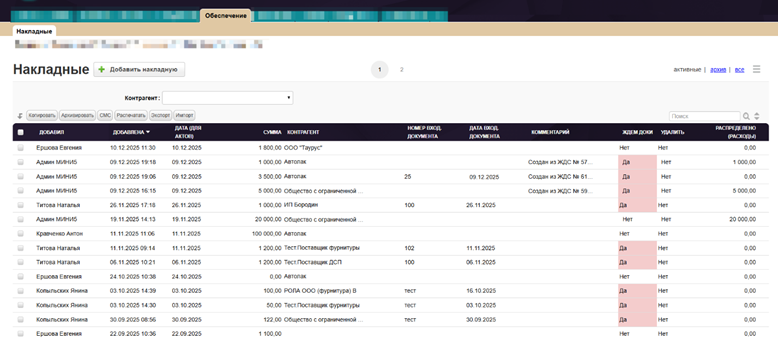 Обеспечение
Накладные
Накладные Добавить накладную 1 2 активные | архив | все
Контрагент:
Копировать Архивировать СМС Распечатать Экспорт Импорт Поиск
ДОБАВИЛ ДОБАВЛЕНА ДАТА (ДЛЯ АКТОВ) СУММА КОНТРАГЕНТ НОМЕР ВХОД. ДОКУМЕНТА ДАТА ВХОД. ДОКУМЕНТА КОММЕНТАРИЙ ЖДЕМ ДОКИ УДАЛИТЬ РАСПРЕДЕЛЕНО (РАСХОДЫ)
Ершова Евгения 10.12.2025 11:30 10.12.2025 1 800,00 ООО "Таурус" Нет Нет 0,00
Админ МИНИ5 09.12.2025 19:18 09.12.2025 1 000,00 Автолак Создан из ЖДС № 57... Да Нет 1 000,00
Админ МИНИ5 09.12.2025 19:06 09.12.2025 3 500,00 Автолак 25 09.12.2025 Создан из ЖДС № 61... Да Нет 3 500,00
Админ МИНИ5 09.12.2025 16:15 09.12.2025 5 000,00 Общество с ограниченной ... Создан из ЖДС № 59... Да Нет 5 000,00
Титова Наталья 26.11.2025 17:18 26.11.2025 1 000,00 ИП Бородин 100 26.11.2025 Да Нет 0,00
Админ МИНИ5 19.11.2025 14:13 19.11.2025 20 000,00 Общество с ограниченной ... Нет Нет 20 000,00
Кравченко Антон 11.11.2025 11:06 11.11.2025 100 000,00 Автолак Нет Нет 0,00
Титова Наталья 11.11.2025 09:14 11.11.2025 1 200,00 Тест.Поставщик фурнитуры 102 11.11.2025 Да Нет 0,00
Титова Наталья 06.11.2025 10:21 06.11.2025 1 200,00 Тест.Поставщик ДСП 100 06.11.2025 Да Нет 0,00
Ершова Евгения 24.10.2025 10:38 24.10.2025 0,00 Автолак Нет Нет 0,00
Копыльских Янина 03.10.2025 14:39 03.10.2025 100,00 РОЛА ООО (фурнитура) В тест 16.10.2025 Да Нет 0,00
Копыльских Янина 03.10.2025 14:30 03.10.2025 50,00 Тест.Поставщик фурнитуры тест 03.10.2025 Да Нет 0,00
Копыльских Янина 30.09.2025 08:56 30.09.2025 122,00 Общество с ограниченной ... тест 30.09.2025 Да Нет 0,00
Ершова Евгения 22.09.2025 10:36 22.09.2025 1 100,00 Нет Нет 0,00